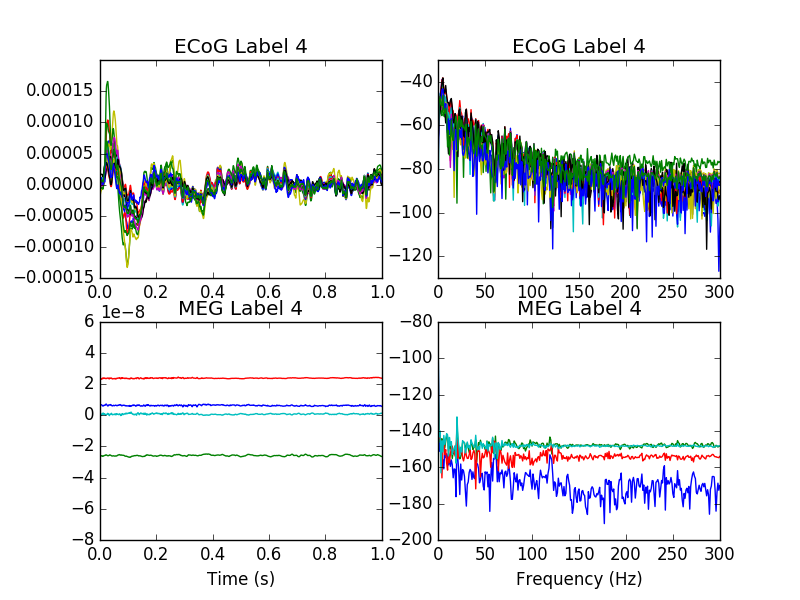 ECoG Label 4
0.00015
0.00010
0.00005
0.00000
−0.00005
−0.00010
−0.00015
0.0 0.2 0.4 0.6 0.8 1.0
ECoG Label 4
−40
−60
−80
−100
−120
0 50 100 150 200 250 300
1e−8
MEG Label 4
6
4
2
0
−2
−4
−6
−8
0.0 0.2 0.4 0.6 0.8 1.0
Time (s)
MEG Label 4
−80
−100
−120
−140
−160
−180
−200
0 50 100 150 200 250 300
Frequency (Hz)